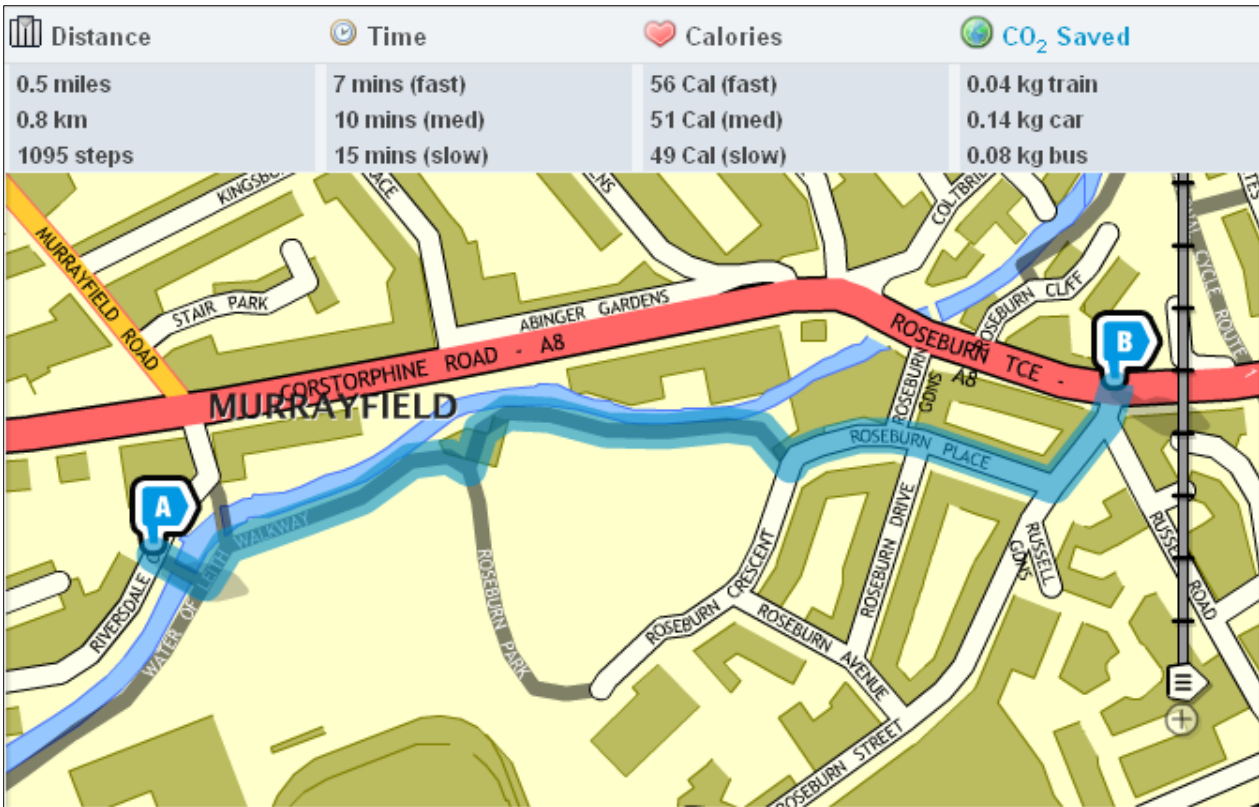 Distance
Time
Calories
CO2 Saved
0.5 miles
7 mins (fast)
56 Cal (fast)
0.04 kg train
0.8 km
10 mins (med)
51 Cal (med)
0.14 kg car
1095 steps
15 mins (slow)
49 Cal (slow)
0.08 kg bus
MURRAYFIELD ROAD
STAIR PARK
ABINGER GARDENS
CORSTORPHINE ROAD - A8
MURRAYFIELD
ROSEBURN TCE -
A8
ROSEBURN CLIFF
B
ROSEBURN
GDNS
ROSEBURN PLACE
A
RIVERSDALE
WATER OF LEITH WALKWAY
ROSEBURN PARK
ROSEBURN CRESCENT
ROSEBURN DRIVE
ROSEBURN AVENUE
ROSEBURN STREET
RUSSELL
GDNS
ROAD
CYCLE ROUTE